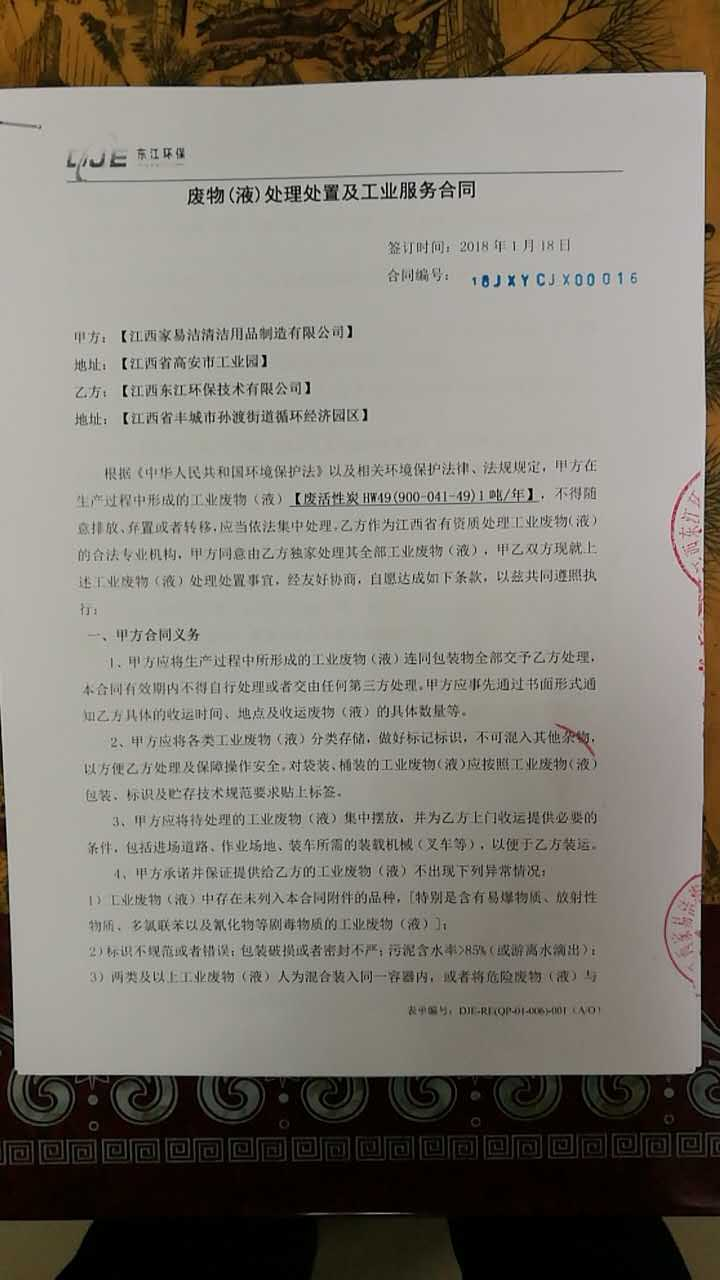 DJE 东江环保
废物(液)处理处置及工业服务合同
签订时间：2018年1月18日
合同编号： 18JXYCJX00016
甲方：【江西家易洁清洁用品制造有限公司】
地址：【江西省高安市工业园】
乙方：【江西东江环保技术有限公司】
地址：【江西省丰城市孙渡街道循环经济园区】
根据《中华人民共和国环境保护法》以及相关环境保护法律、法规规定，甲方在
生产过程中形成的工业废物（液）【废活性炭HW49(900-041-49)1吨/年】，不得随
意排放、弃置或者转移，应当依法集中处理。乙方作为江西省有资质处理工业废物(液)
的合法专业机构，甲方同意由乙方独家处理其全部工业废物（液），甲乙双方现就上
述工业废物（液）处理处置事宜，经友好协商，自愿达成如下条款，以兹共同遵照执
行：
一、甲方合同义务
1、甲方应将生产过程中所形成的工业废物（液）连同包装物全部交予乙方处理，
本合同有效期内不得自行处理或者交由任何第三方处理。甲方应事先通过书面形式通
知乙方具体的收运时间、地点及收运废物（液）的具体数量等。
2、甲方应将各类工业废物（液）分类存储，做好标记标识，不可混入其他杂物，
以方便乙方处理及保障操作安全。对袋装、桶装的工业废物(液)应按照工业废物(液)
包装、标识及贮存技术规范要求贴上标签。
3、甲方应将待处理的工业废物（液）集中摆放，并为乙方上门收运提供必要的
条件，包括进场道路、作业场地、装车所需的装载机械（叉车等），以便于乙方装运。
4、甲方承诺并保证提供给乙方的工业废物（液）不出现下列异常情况：
1）工业废物（液）中存在未列入本合同附件的品种，[特别是含有易爆物质、放射性
物质、多氯联苯以及氰化物等剧毒物质的工业废物（液）]；
2）标识不规范或者错误；包装破损或者密封不严；污泥含水率>85%（或游离水滴出）；
3）两类及以上工业废物（液）人为混合装入同一容器内，或者将危险废物（液）与
表单编号：DJE-RE(QP-01-006)-001（A/O）